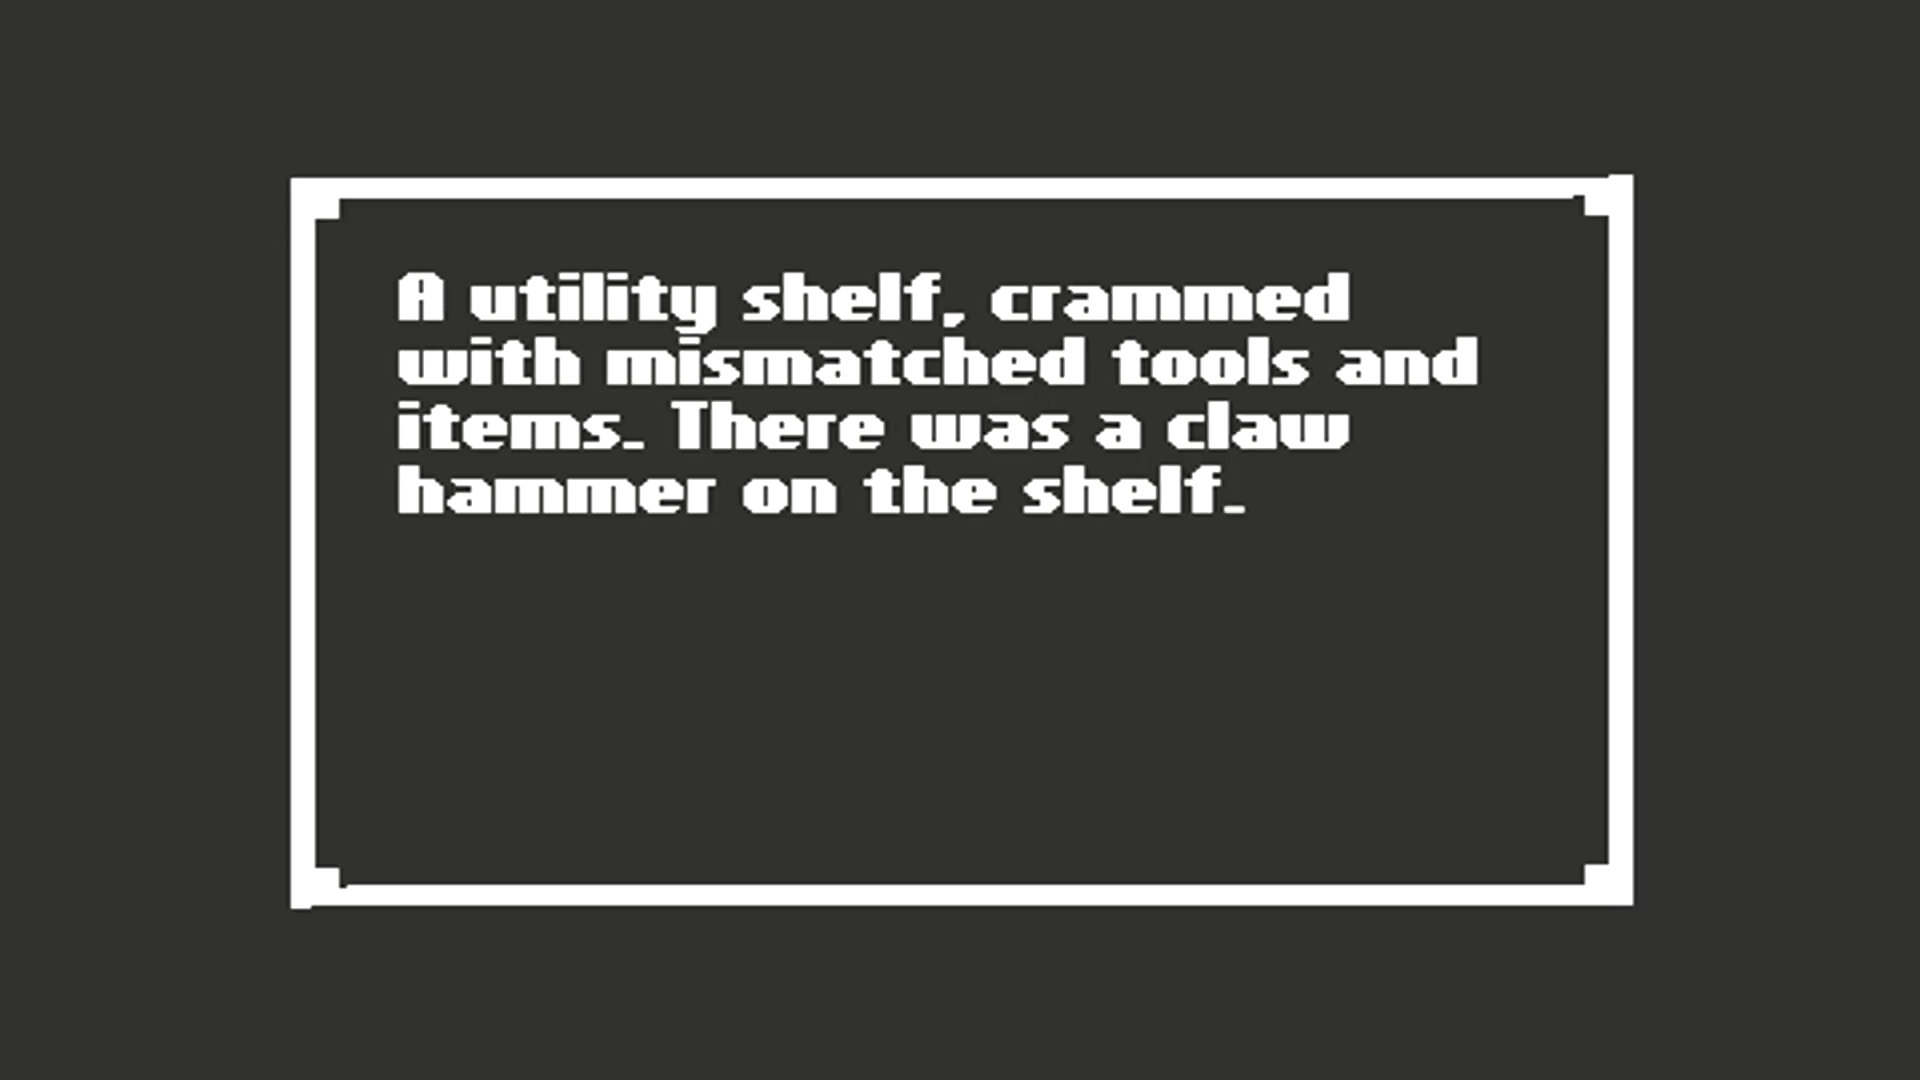 A utility shelf, crammed
with mismatched tools and
items. There was a claw
hammer on the shelf.